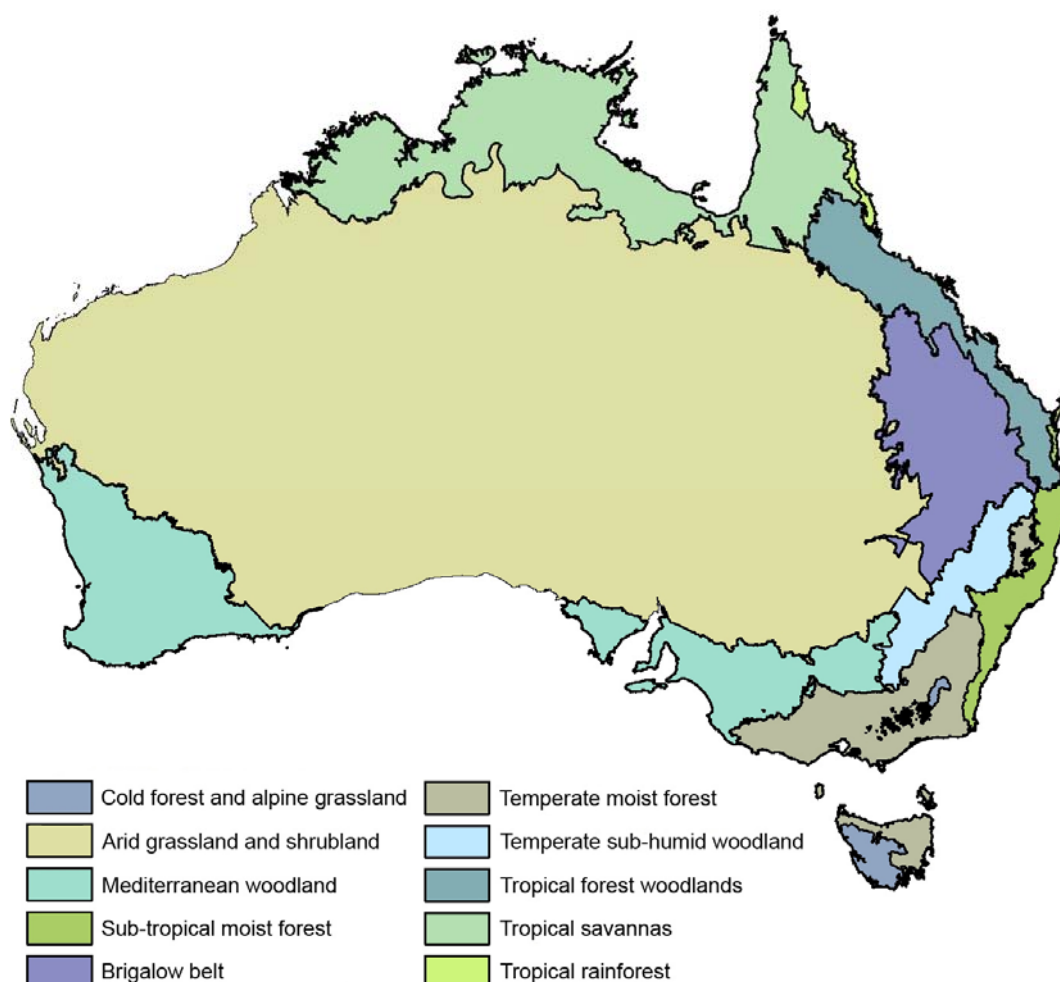 Cold forest and alpine grassland
Arid grassland and shrubland
Mediterranean woodland
Sub-tropical moist forest
Brigalow belt
Temperate moist forest
Temperate sub-humid woodland
Tropical forest woodlands
Tropical savannas
Tropical rainforest